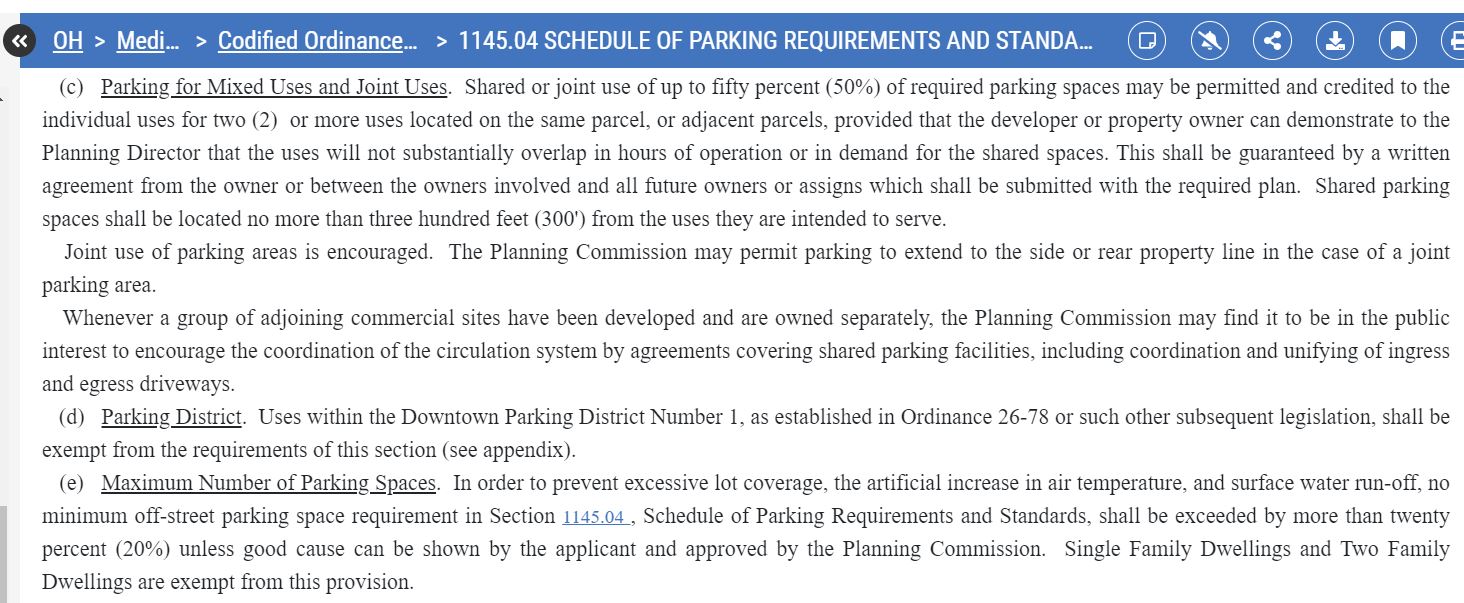 OH > Medi... > Codified Ordinance... > 1145.04 SCHEDULE OF PARKING REQUIREMENTS AND STANDA...
(c) Parking for Mixed Uses and Joint Uses. Shared or joint use of up to fifty percent (50%) of required parking spaces may be permitted and credited to the
individual uses for two (2) or more uses located on the same parcel, or adjacent parcels, provided that the developer or property owner can demonstrate to the
Planning Director that the uses will not substantially overlap in hours of operation or in demand for the shared spaces. This shall be guaranteed by a written
agreement from the owner or between the owners involved and all future owners or assigns which shall be submitted with the required plan. Shared parking
spaces shall be located no more than three hundred feet (300') from the uses they are intended to serve.
Joint use of parking areas is encouraged. The Planning Commission may permit parking to extend to the side or rear property line in the case of a joint
parking area.
Whenever a group of adjoining commercial sites have been developed and are owned separately, the Planning Commission may find it to be in the public
interest to encourage the coordination of the circulation system by agreements covering shared parking facilities, including coordination and unifying of ingress
and egress driveways.
(d) Parking District. Uses within the Downtown Parking District Number 1, as established in Ordinance 26-78 or such other subsequent legislation, shall be
exempt from the requirements of this section (see appendix).
(e) Maximum Number of Parking Spaces. In order to prevent excessive lot coverage, the artificial increase in air temperature, and surface water run-off, no
minimum off-street parking space requirement in Section 1145.04 , Schedule of Parking Requirements and Standards, shall be exceeded by more than twenty
percent (20%) unless good cause can be shown by the applicant and approved by the Planning Commission. Single Family Dwellings and Two Family
Dwellings are exempt from this provision.